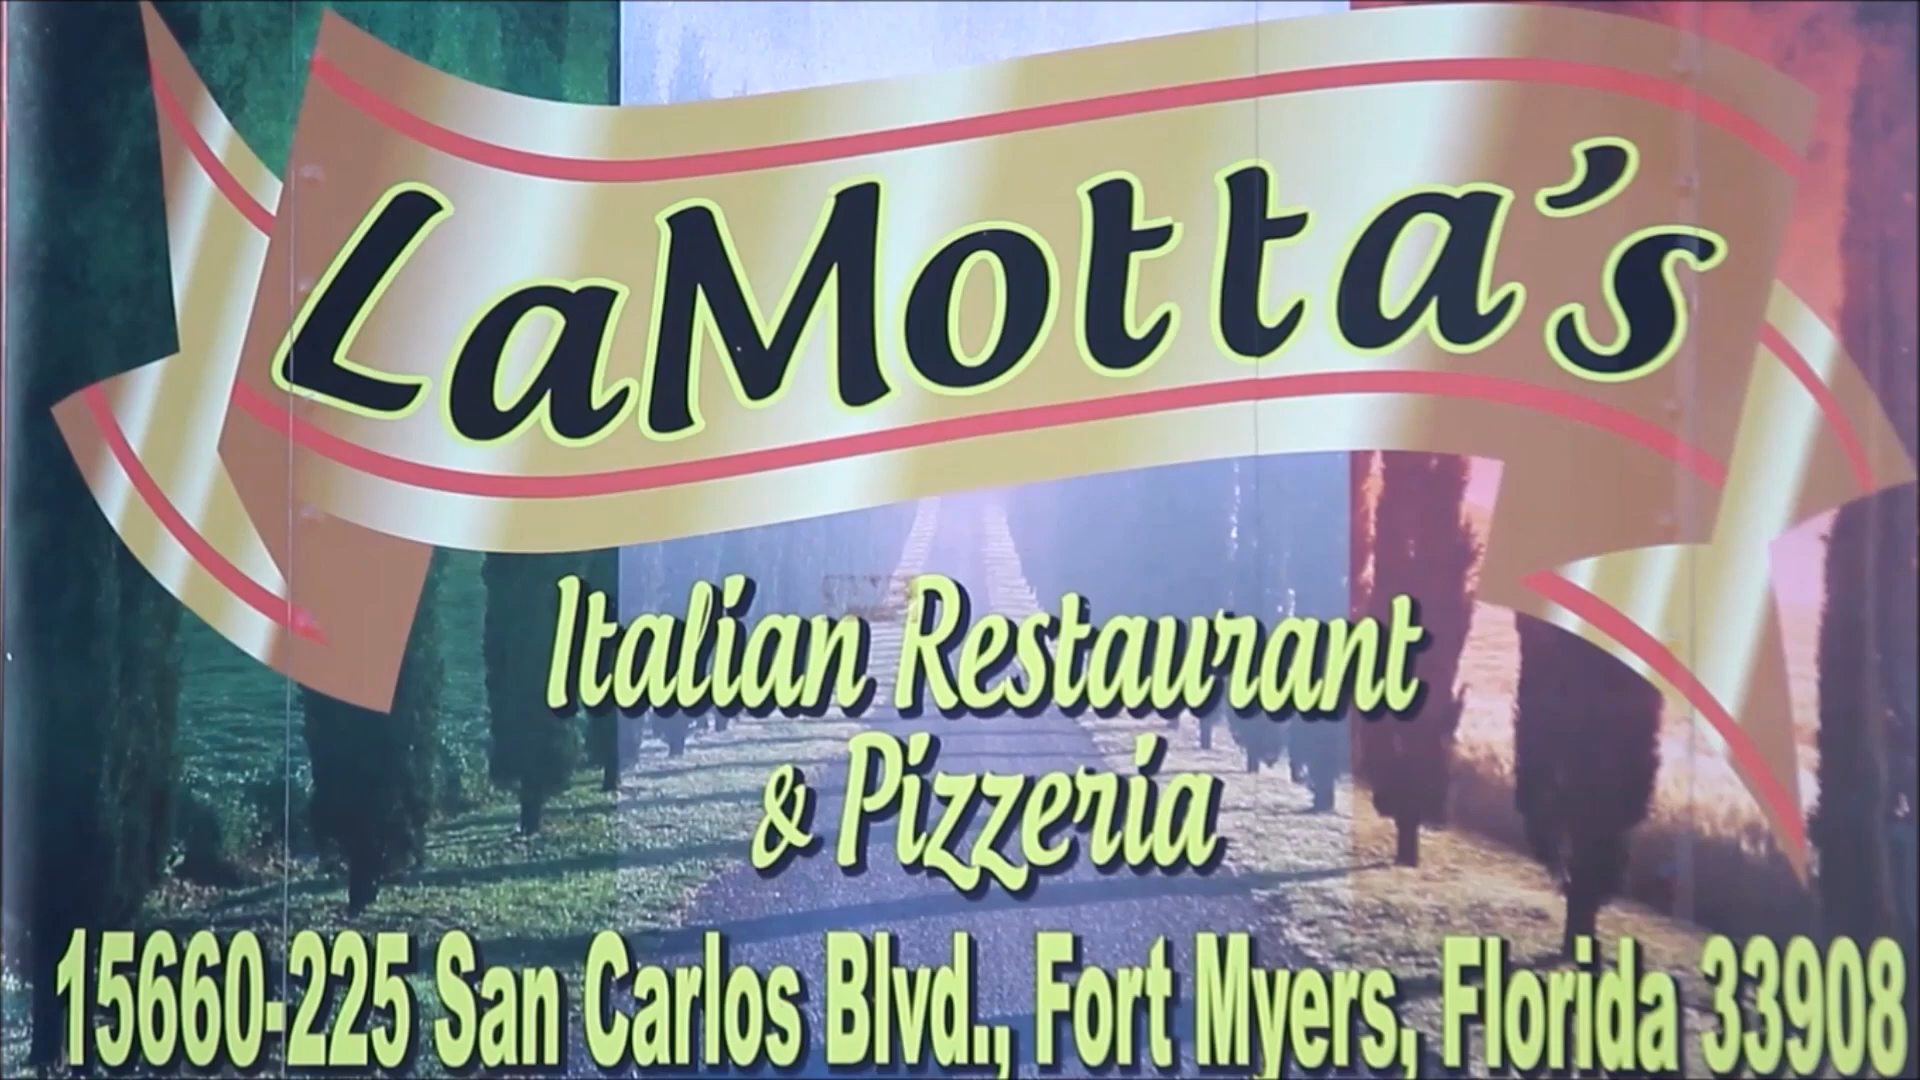 LaMotta's
Italian Restaurant
& Pizzeria
15660-225 San Carlos Blvd., Fort Myers, Florida 33908